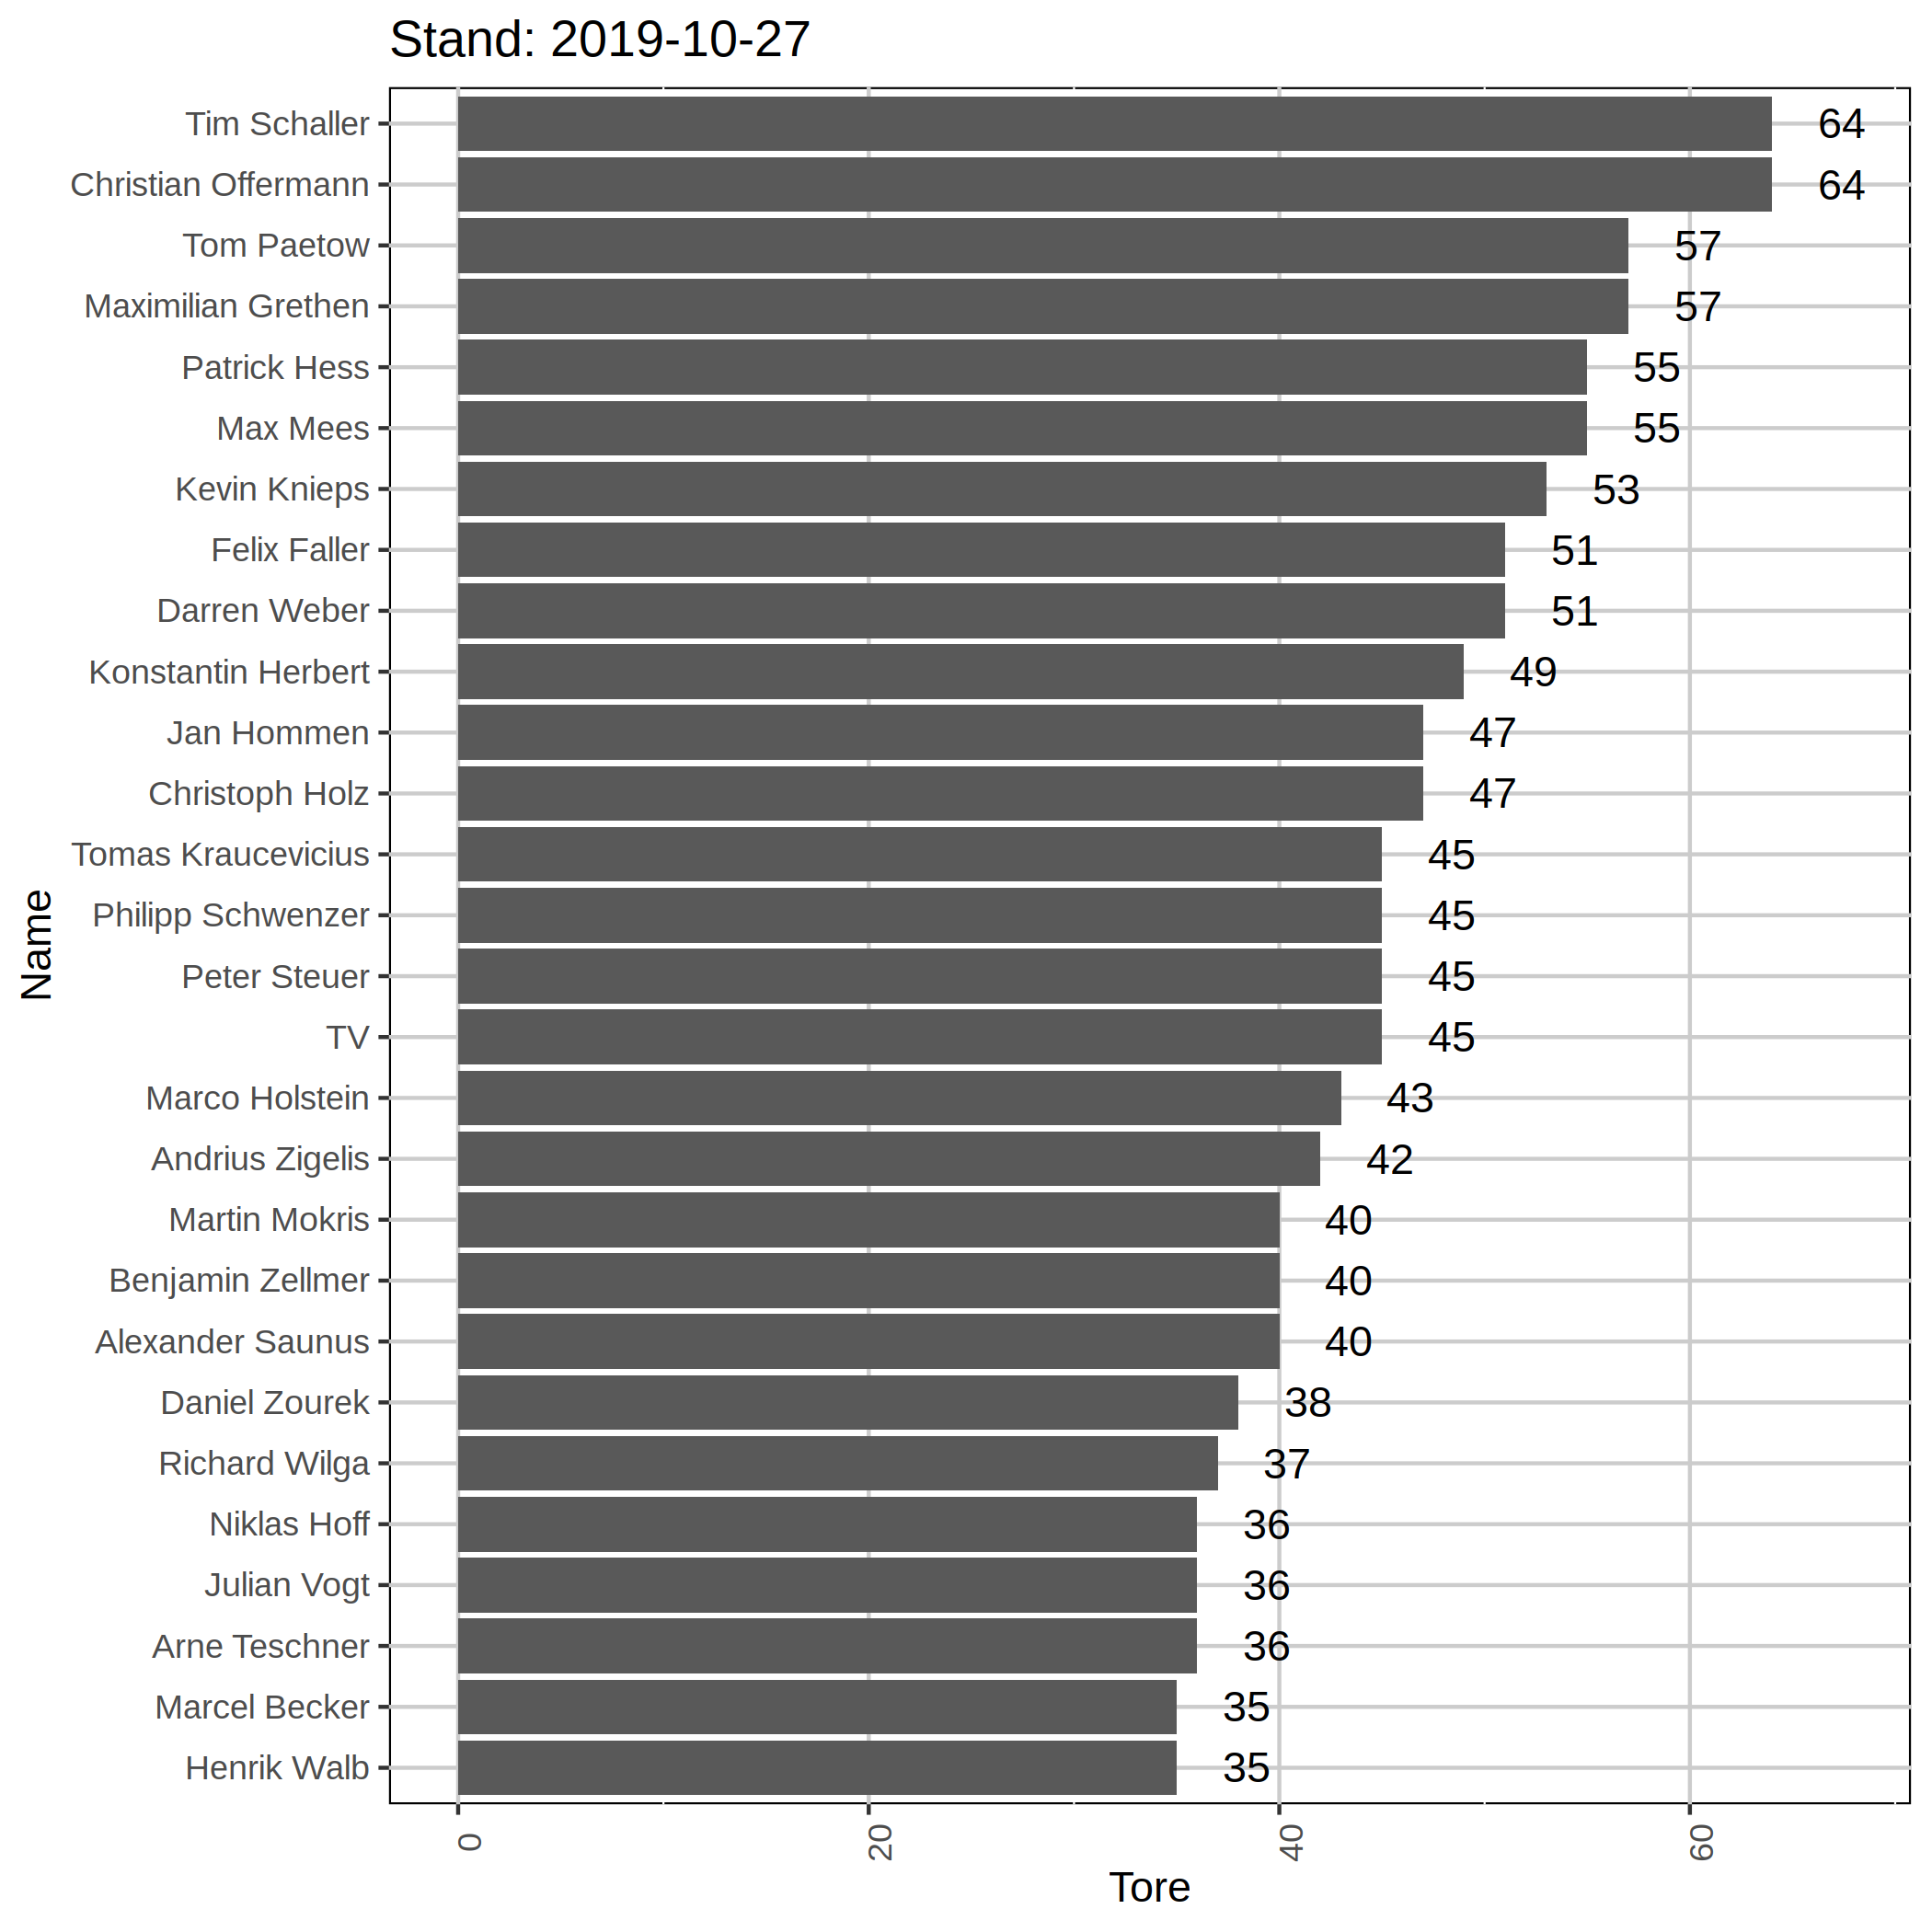 Stand: 2019-10-27
Tim Schaller 64
Christian Offermann 64
Tom Paetow 57
Maximilian Grethen 57
Patrick Hess 55
Max Mees 55
Kevin Knieps 53
Felix Faller 51
Darren Weber 51
Konstantin Herbert 49
Jan Hommen 47
Christoph Holz 47
Tomas Kraucevicius 45
Philipp Schwenzer 45
Peter Steuer 45
TV 45
Marco Holstein 43
Andrius Zigelis 42
Martin Mokris 40
Benjamin Zellmer 40
Alexander Saunus 40
Daniel Zourek 38
Richard Wilga 37
Niklas Hoff 36
Julian Vogt 36
Arne Teschner 36
Marcel Becker 35
Henrik Walb 35
Name
0 20 40 60
Tore